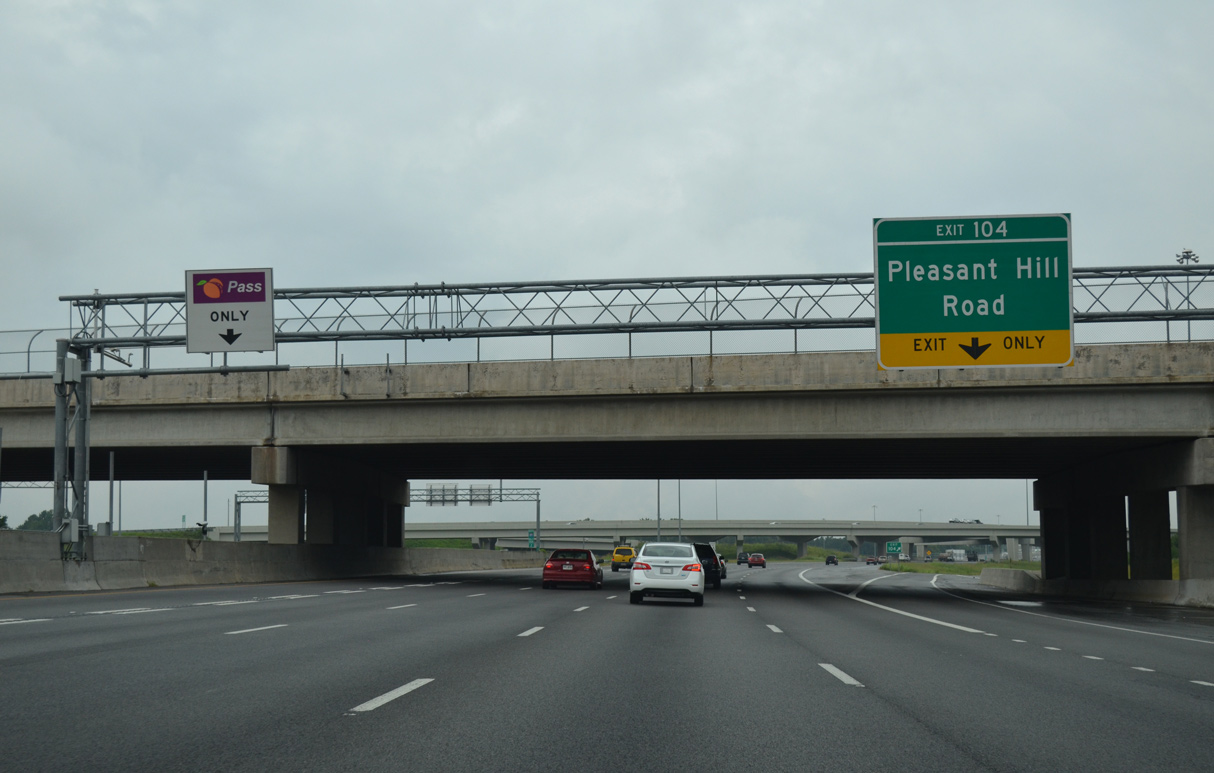 Pass
ONLY
EXIT 104
Pleasant Hill
Road
EXIT ONLY